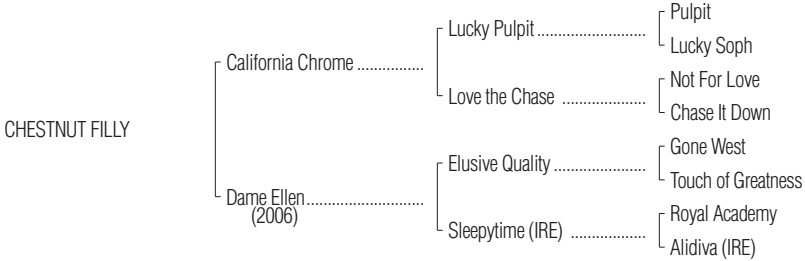 Pulpit
Lucky Pulpit ..........................
Lucky Soph
California Chrome ................
Not For Love
Love the Chase ....................
Chase It Down
CHESTNUT FILLY
Gone West
Elusive Quality ......................
Touch of Greatness
Dame Ellen............................
(2006)
Royal Academy
Sleepytime (IRE) ..................
Alidiva (IRE)